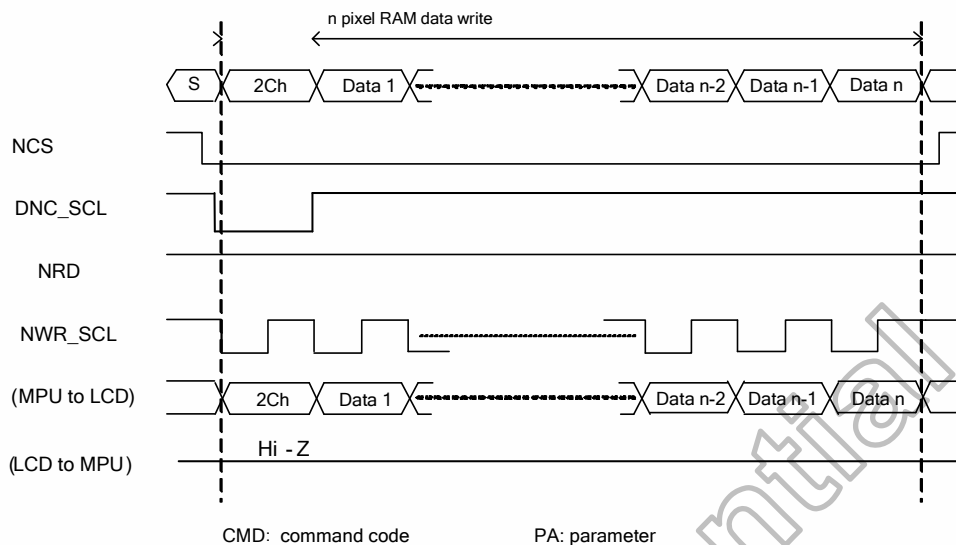 n pixel RAM data write
S 2Ch Data 1 Data n-2 Data n-1 Data n
NCS
DNC_SCL
NRD
NWR_SCL
(MPU to LCD) 2Ch Data 1 Data n-2 Data n-1 Data n
Hi - Z
(LCD to MPU)
CMD: command code PA: parameter